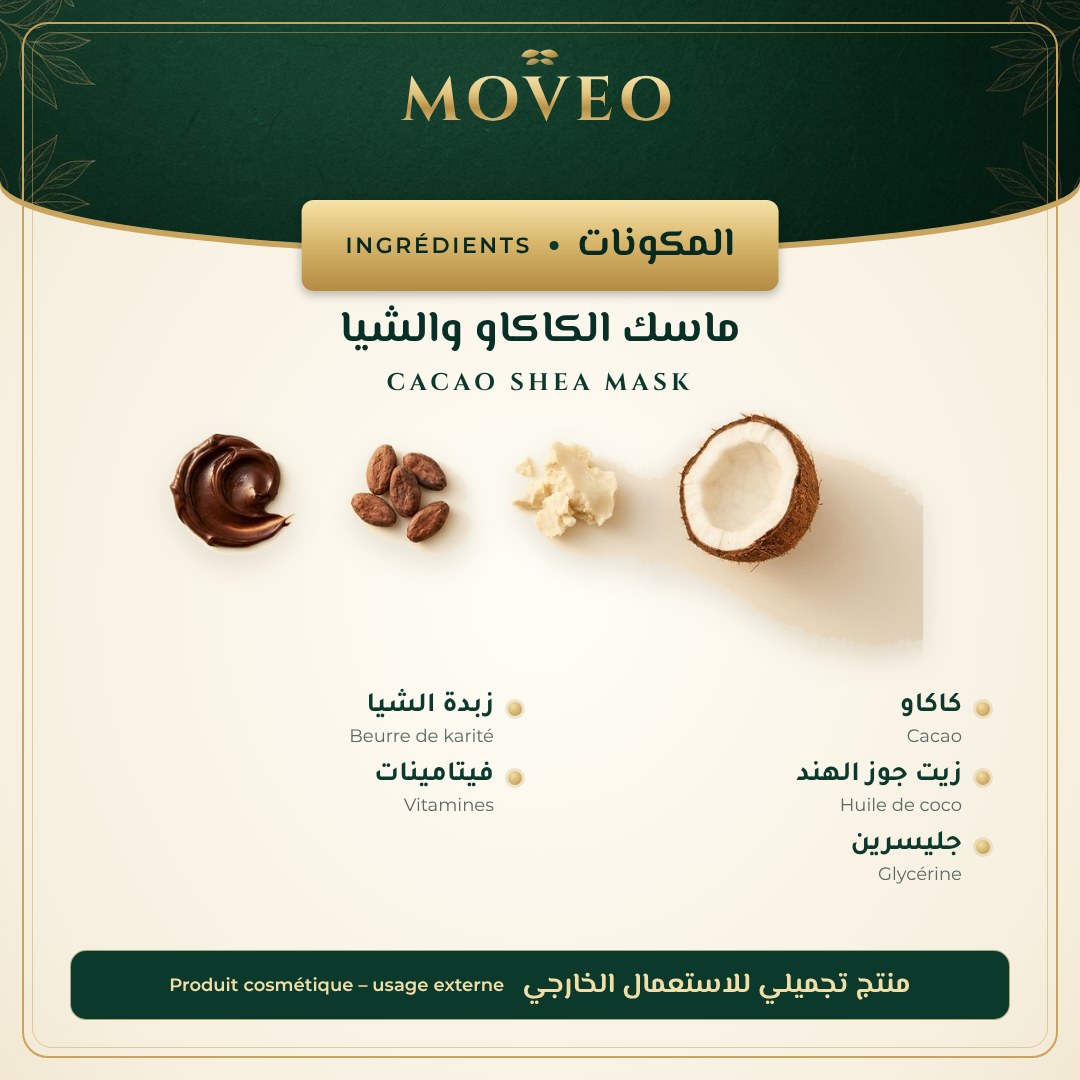 MOVEO
المكونات • INGRÉDIENTS
ماسك الكاكاو والشيا
CACAO SHEA MASK
كاكاو
Cacao
زبدة الشيا
Beurre de karité
زيت جوز الهند
Huile de coco
فيتامينات
Vitamines
جليسرين
Glycérine
منتج تجميلي للاستعمال الخارجي Produit cosmétique – usage externe